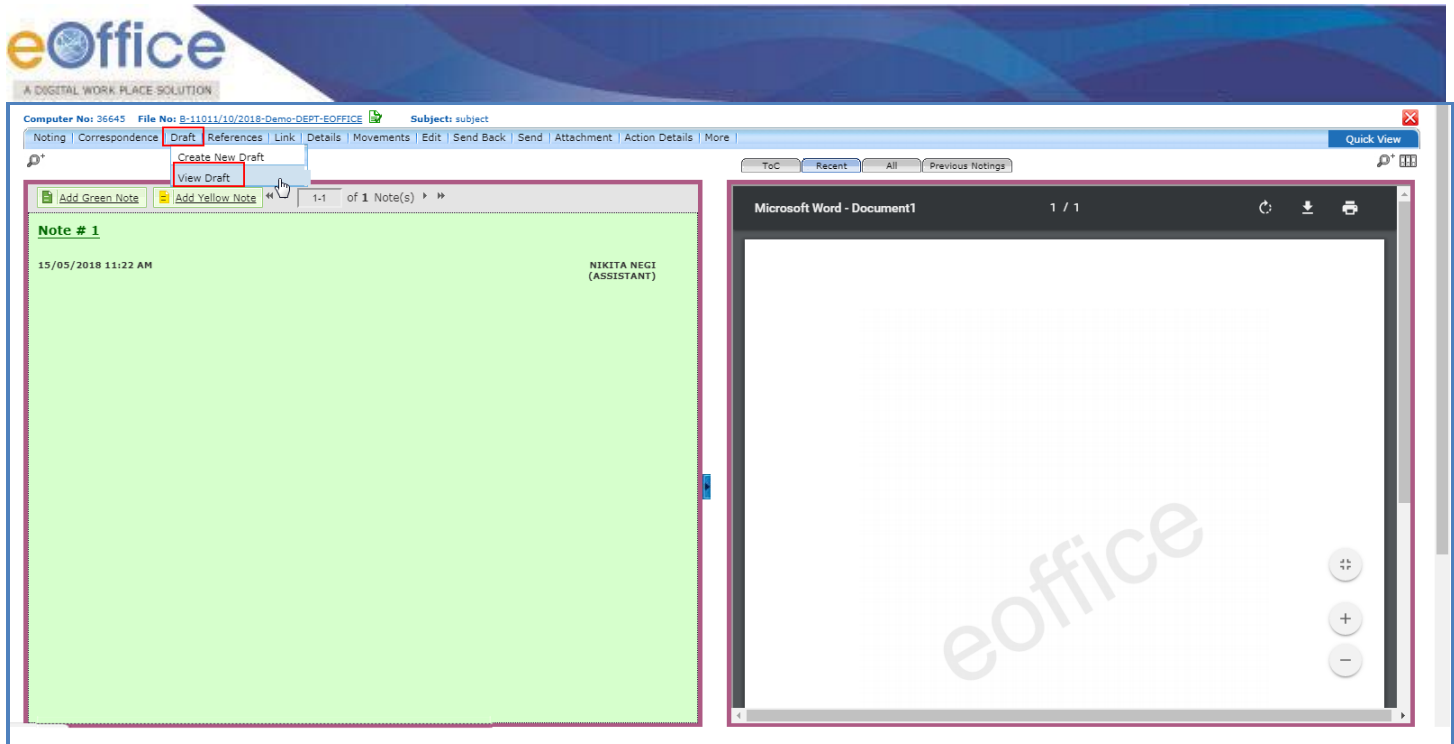 eOffice
A DIGITAL WORK PLACE SOLUTION
Computer No: 36645 File No: B-11011/10/2018-Demo-DEPT-EOFFICE Subject: subject
Noting | Correspondence | Draft | References | Link | Details | Movements | Edit | Send Back | Send | Attachment | Action Details | More |
Quick View
Create New Draft
View Draft
ToC Recent All Previous Notings
Add Green Note Add Yellow Note 1-1 of 1 Note(s)
Note # 1
15/05/2018 11:22 AM
NIKITA NEGI
(ASSISTANT)
Microsoft Word - Document1 1 / 1
eoffice